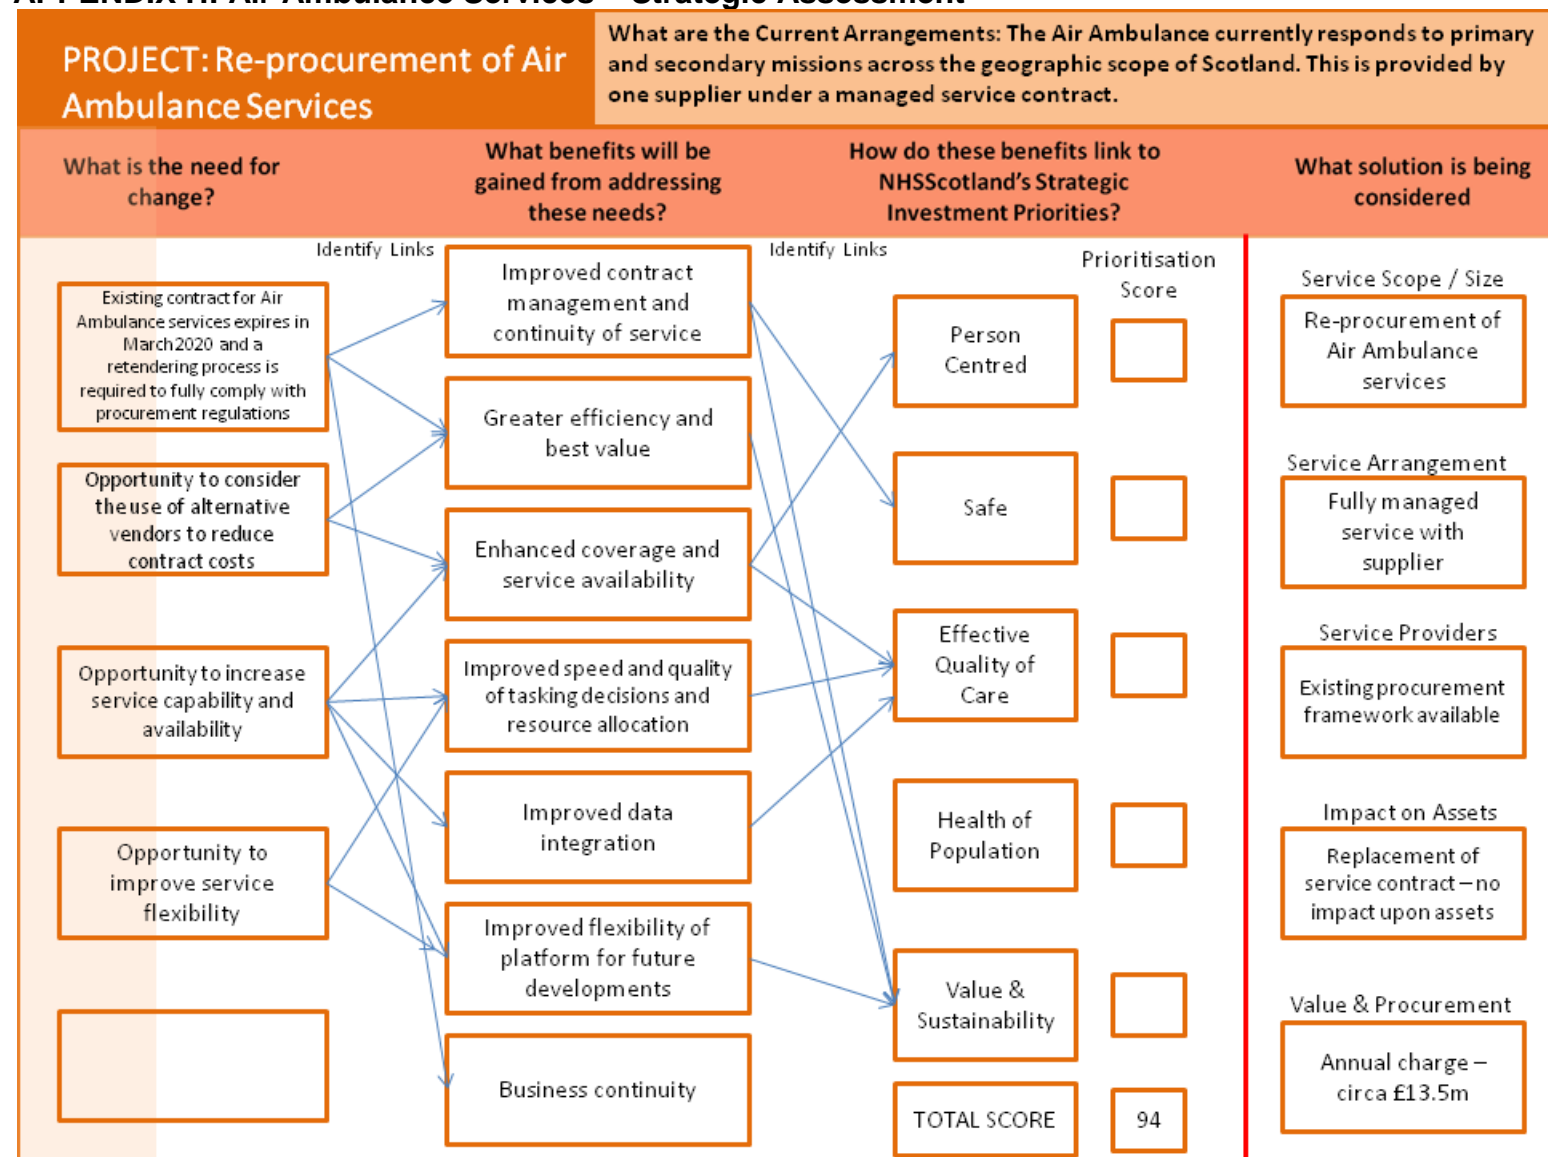 APPENDIX H: Air Ambulance Services – Strategic Assessment
PROJECT: Re-procurement of Air
Ambulance Services
What are the Current Arrangements: The Air Ambulance currently responds to primary
and secondary missions across the geographic scope of Scotland. This is provided by
one supplier under a managed service contract.
What is the need for
change?
What benefits will be
gained from addressing
these needs?
How do these benefits link to
NHSScotland's Strategic
Investment Priorities?
What solution is being
considered
Identify Links
Existing contract for Air
Ambulance services expires in
March 2020 and a
retendering process is
required to fully comply with
procurement regulations
Opportunity to consider
the use of alternative
vendors to reduce
contract costs
Opportunity to increase
service capability and
availability
Opportunity to
improve service
flexibility
Improved contract
management and
continuity of service
Greater efficiency and
best value
Enhanced coverage and
service availability
Improved speed and quality
of tasking decisions and
resource allocation
Improved data
integration
Improved flexibility of
platform for future
developments
Business continuity
Identify Links
Prioritisation
Score
Person
Centred
Safe
Effective
Quality of
Care
Health of
Population
Value &
Sustainability
TOTAL SCORE
94
Service Scope / Size
Re-procurement of
Air Ambulance
services
Service Arrangement
Fully managed
service with
supplier
Service Providers
Existing procurement
framework available
Impact on Assets
Replacement of
service contract – no
impact upon assets
Value & Procurement
Annual charge –
circa £13.5m